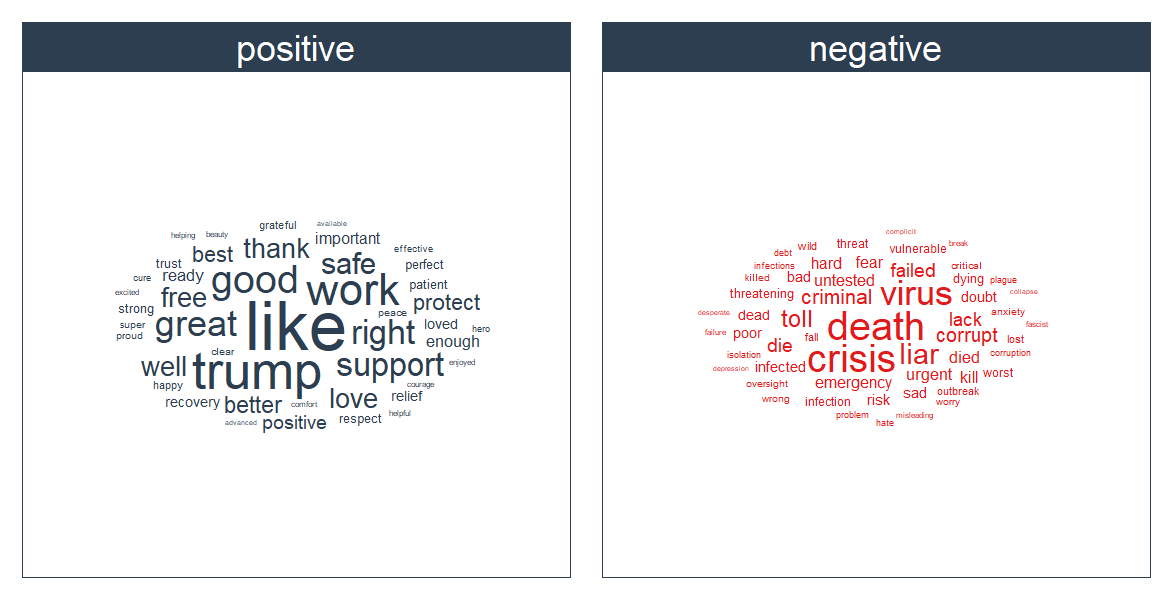 positive
grateful available
helping beauty
thank important
best effective
safe
trust perfect
ready good work
cure patient
excited free protect
strong peace
like
super great right loved hero
proud enough
clear
well trump support enjoyed
happy courage
love relief
recovery better comfort
helpful
respect
advanced positive
negative
complicit
wild threat break
debt vulnerable
infections hard fear critical
failed
killed bad untested dying plague
threatening criminal virus doubt collapse
desperate dead toll death lack anxiety
fascist
failure poor fall corrupt lost
die
isolation crisis liar died corruption
depression infected urgent kill worst
oversight emergency
sad outbreak
wrong infection risk worry
problem misleading
hate